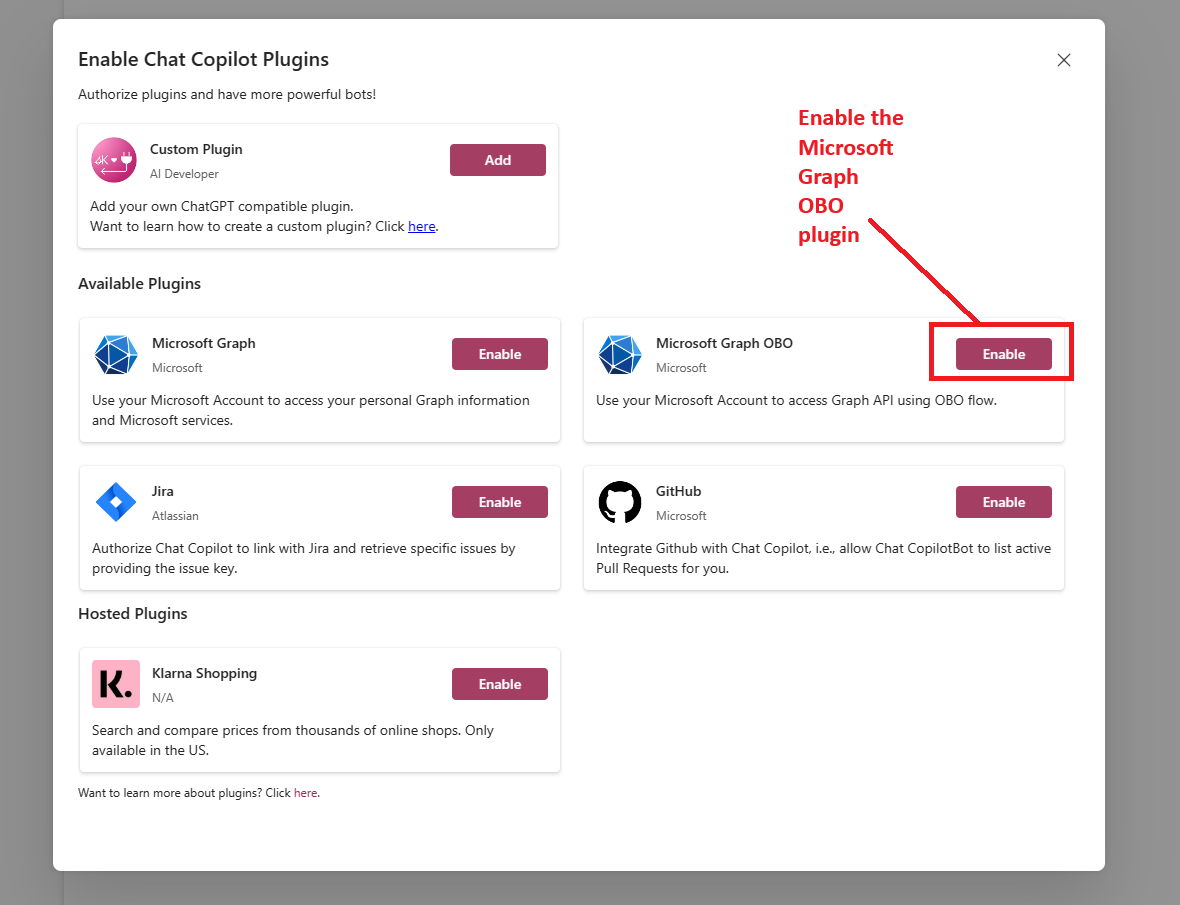 Enable Chat Copilot Plugins
Authorize plugins and have more powerful bots!
Enable the
Microsoft
Graph
OBO
plugin
4K
Custom Plugin
AI Developer
Add
Add your own ChatGPT compatible plugin.
Want to learn how to create a custom plugin? Click here.
Available Plugins
Microsoft Graph
Microsoft
Enable
Use your Microsoft Account to access your personal Graph information
and Microsoft services.
Microsoft Graph OBO
Microsoft
Enable
Use your Microsoft Account to access Graph API using OBO flow.
Jira
Atlassian
Enable
Authorize Chat Copilot to link with Jira and retrieve specific issues by
providing the issue key.
GitHub
Microsoft
Enable
Integrate Github with Chat Copilot, i.e., allow Chat CopilotBot to list active
Pull Requests for you.
Hosted Plugins
K.
Klarna Shopping
N/A
Enable
Search and compare prices from thousands of online shops. Only
available in the US.
Want to learn more about plugins? Click here.